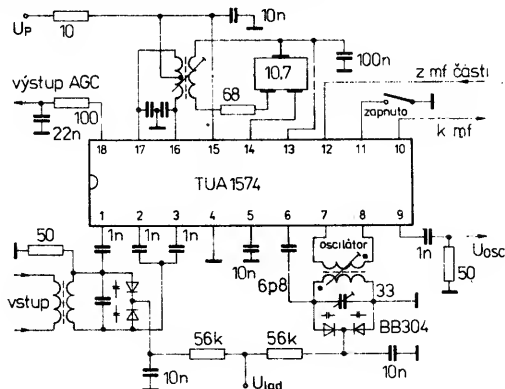 U_P
10
10n
10,7
100n
výstup AGC
z mf části
68
zapnuto
k mf
100
22n
18 17 16 15 14 13 12 11 10
TUA 1574
1 2 3 4 5 6 7 8 9
50
1n
1n
1n
10n
6p8
oscilátor
1n
U_OSC
50
vstup
33
BB304
56k
56k
10n
10n
U_lad